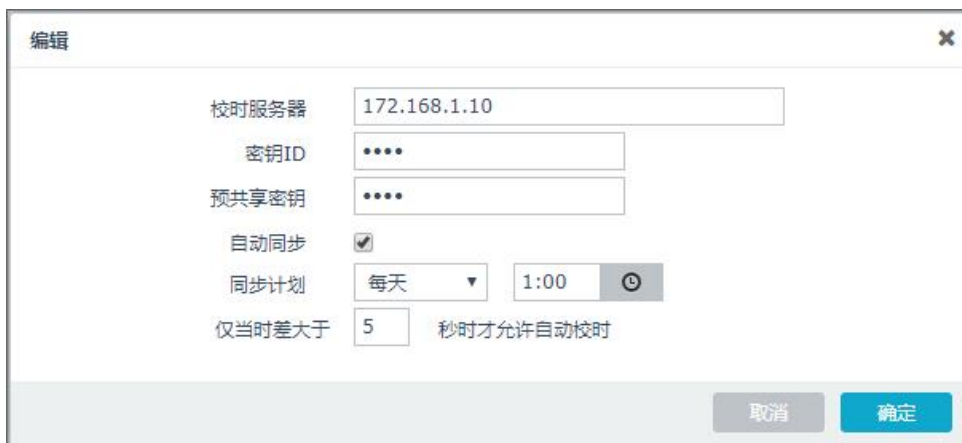 编辑
校时服务器 172.168.1.10
密钥ID ••••
预共享密钥 ••••
自动同步
同步计划 每天 1:00
仅当时差大于 5 秒时才允许自动校时
取消 确定